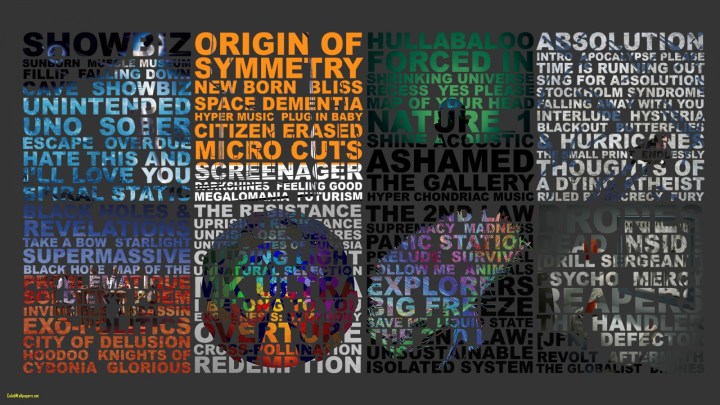 SHOWBIZ
SUNBURN MUSCLE MUSEUM
FILLIP FALLING DOWN
CAVE SHOWBIZ
UNINTENDED
UNO SOBER
ESCAPE OVERDUE
HATE THIS AND
I'LL LOVE YOU
SPIRAL STATIC
ORIGIN OF
SYMMETRY
NEW BORN BLISS
SPACE DEMENTIA
HYPER MUSIC PLUG IN BABY
CITIZEN ERASED
MICRO CUTS
SCREENAGER
DARKSHINES FEELING GOOD
MEGALOMANIA FUTURISM
HULLABALOO
FORCED IN
SHRINKING UNIVERSE
RECESS YES PLEASE
MAP OF YOUR HEAD
NATURE_1
SHINE ACOUSTIC
ASHAMED
THE GALLERY
HYPER CHONDRIAC MUSIC
ABSOLUTION
INTRO APOCALYPSE PLEASE
TIME IS RUNNING OUT
SING FOR ABSOLUTION
STOCKHOLM SYNDROME
FALLING AWAY WITH YOU
INTERLUDE HYSTERIA
BLACKOUT BUTTERFLIES
& HURRICANES
THE SMALL PRINT ENDLESSLY
THOUGHTS OF
A DYING ATHEIST
RULED BY SECRECY FURY
BLACK HOLES &
REVELATIONS
TAKE A BOW STARLIGHT
SUPERMASSIVE
BLACK HOLE MAP OF THE
PROBLEMATIQUE
SOLDIER'S POEM
INVINCIBLE ASSASSIN
EXO-POLITICS
CITY OF DELUSION
HOODOO KNIGHTS OF
CYDONIA GLORIOUS
THE RESISTANCE
UPRISING RESISTANCE
UNDISCLOSED DESIRES
UNITED STATES OF EURASIA
GUIDING LIGHT
UNNATURAL SELECTION
MK ULTRA
I BELONG TO YOU
EXOGENESIS: SYMPHONY
OVERTURE
CROSS-POLLINATION
REDEMPTION
THE 2ND LAW
SUPREMACY MADNESS
PANIC STATION
PRELUDE SURVIVAL
FOLLOW ME ANIMALS
EXPLORERS
BIG FREEZE
SAVE ME LIQUID STATE
LAW:
UNSUSTAINABLE
ISOLATED SYSTEM
DRONES
DEAD INSIDE
[DRILL SERGEANT]
PSYCHO MERCY
REAPERS
THE HANDLER
[JFK] DEFECTOR
REVOLT AFTERMATH
THE GLOBALIST DRONES